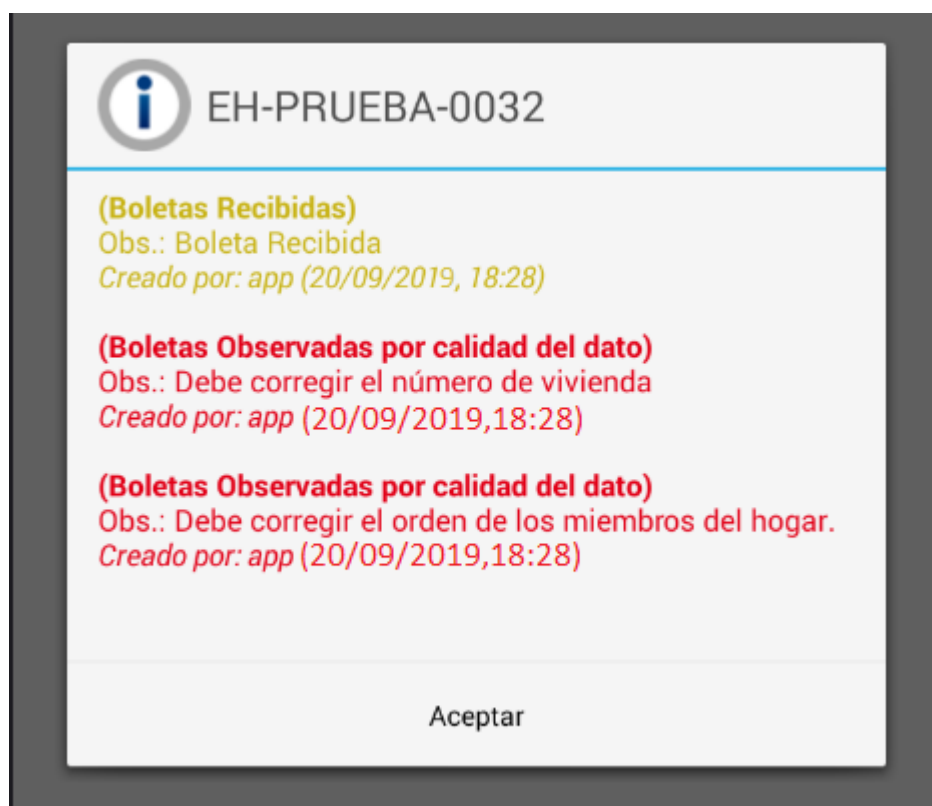 EH-PRUEBA-0032
(Boletas Recibidas)
Obs.: Boleta Recibida
Creado por: app (20/09/2019, 18:28)
(Boletas Observadas por calidad del dato)
Obs.: Debe corregir el número de vivienda
Creado por: app (20/09/2019,18:28)
(Boletas Observadas por calidad del dato)
Obs.: Debe corregir el orden de los miembros del hogar.
Creado por: app (20/09/2019,18:28)
Aceptar